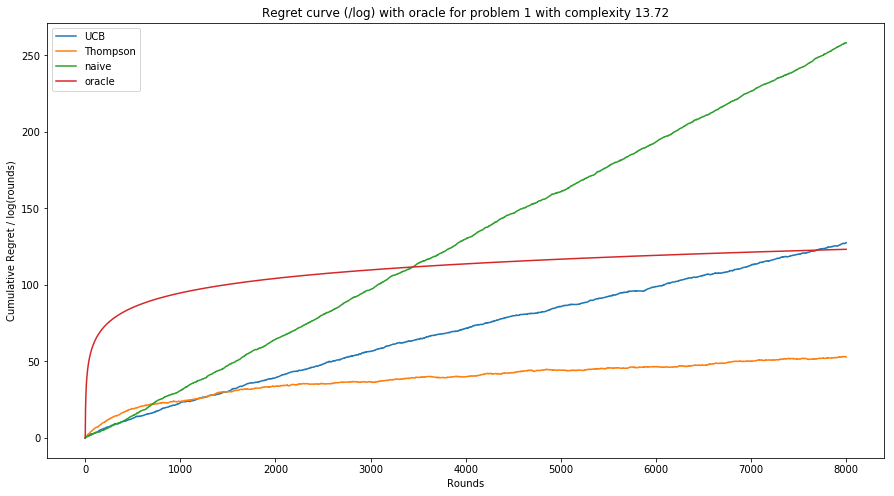 Regret curve (/log) with oracle for problem 1 with complexity 13.72
UCB
Thompson
naive
oracle
Cumulative Regret / log(rounds)
250
200
150
100
50
0
0 1000 2000 3000 4000 5000 6000 7000 8000
Rounds